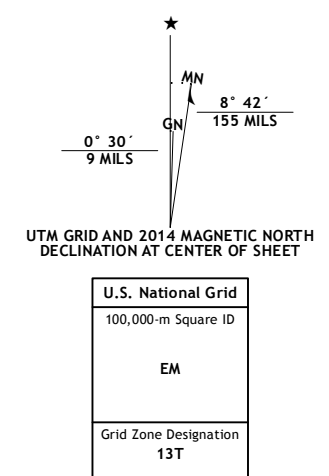 ★
MN
8° 42´
155 MILS
GN
0° 30´
9 MILS
UTM GRID AND 2014 MAGNETIC NORTH
DECLINATION AT CENTER OF SHEET
U.S. National Grid
100,000-m Square ID
EM
Grid Zone Designation
13T